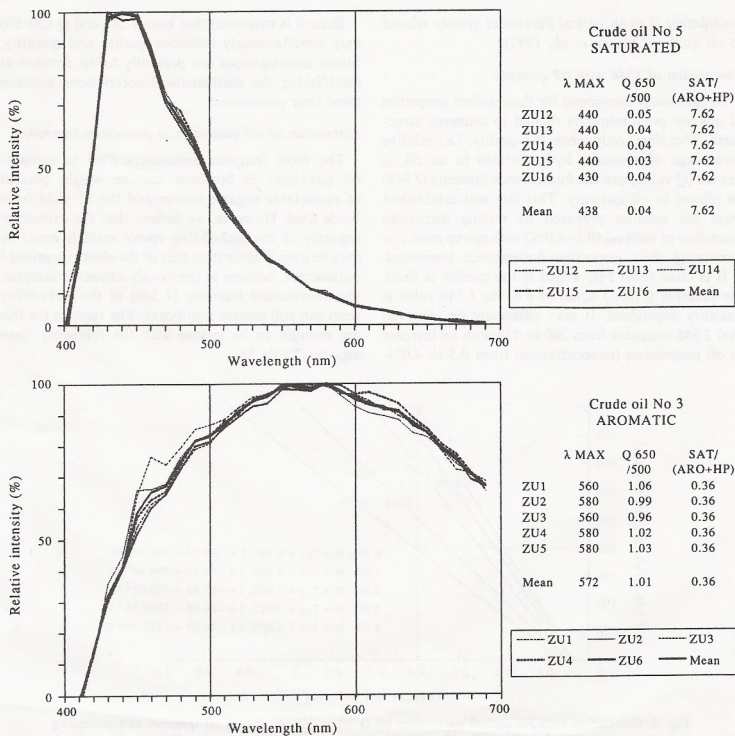 Crude oil No 5
SATURATED
λ MAX Q 650 /500 SAT/ (ARO+HP)
ZU12 440 0.05 7.62
ZU13 440 0.04 7.62
ZU14 440 0.04 7.62
ZU15 440 0.03 7.62
ZU16 430 0.04 7.62
Mean 438 0.04 7.62
ZU12 ZU13 ZU14
ZU15 ZU16 Mean
Relative intensity (%)
100
50
0
400 500 600 700
Wavelength (nm)
Crude oil No 3
AROMATIC
λ MAX Q 650 /500 SAT/ (ARO+HP)
ZU1 560 1.06 0.36
ZU2 580 0.99 0.36
ZU3 560 0.96 0.36
ZU4 580 1.02 0.36
ZU5 580 1.03 0.36
Mean 572 1.01 0.36
ZU1 ZU2 ZU3
ZU4 ZU6 Mean
Relative intensity (%)
100
50
0
400 500 600 700
Wavelength (nm)